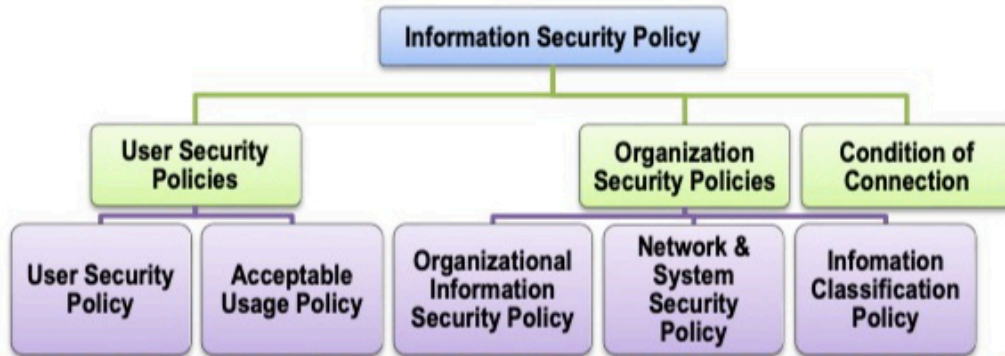 Information Security Policy
User Security
Policies
Organization
Security Policies
Condition of
Connection
User Security
Policy
Acceptable
Usage Policy
Organizational
Information
Security Policy
Network &
System
Security
Policy
Infomation
Classification
Policy